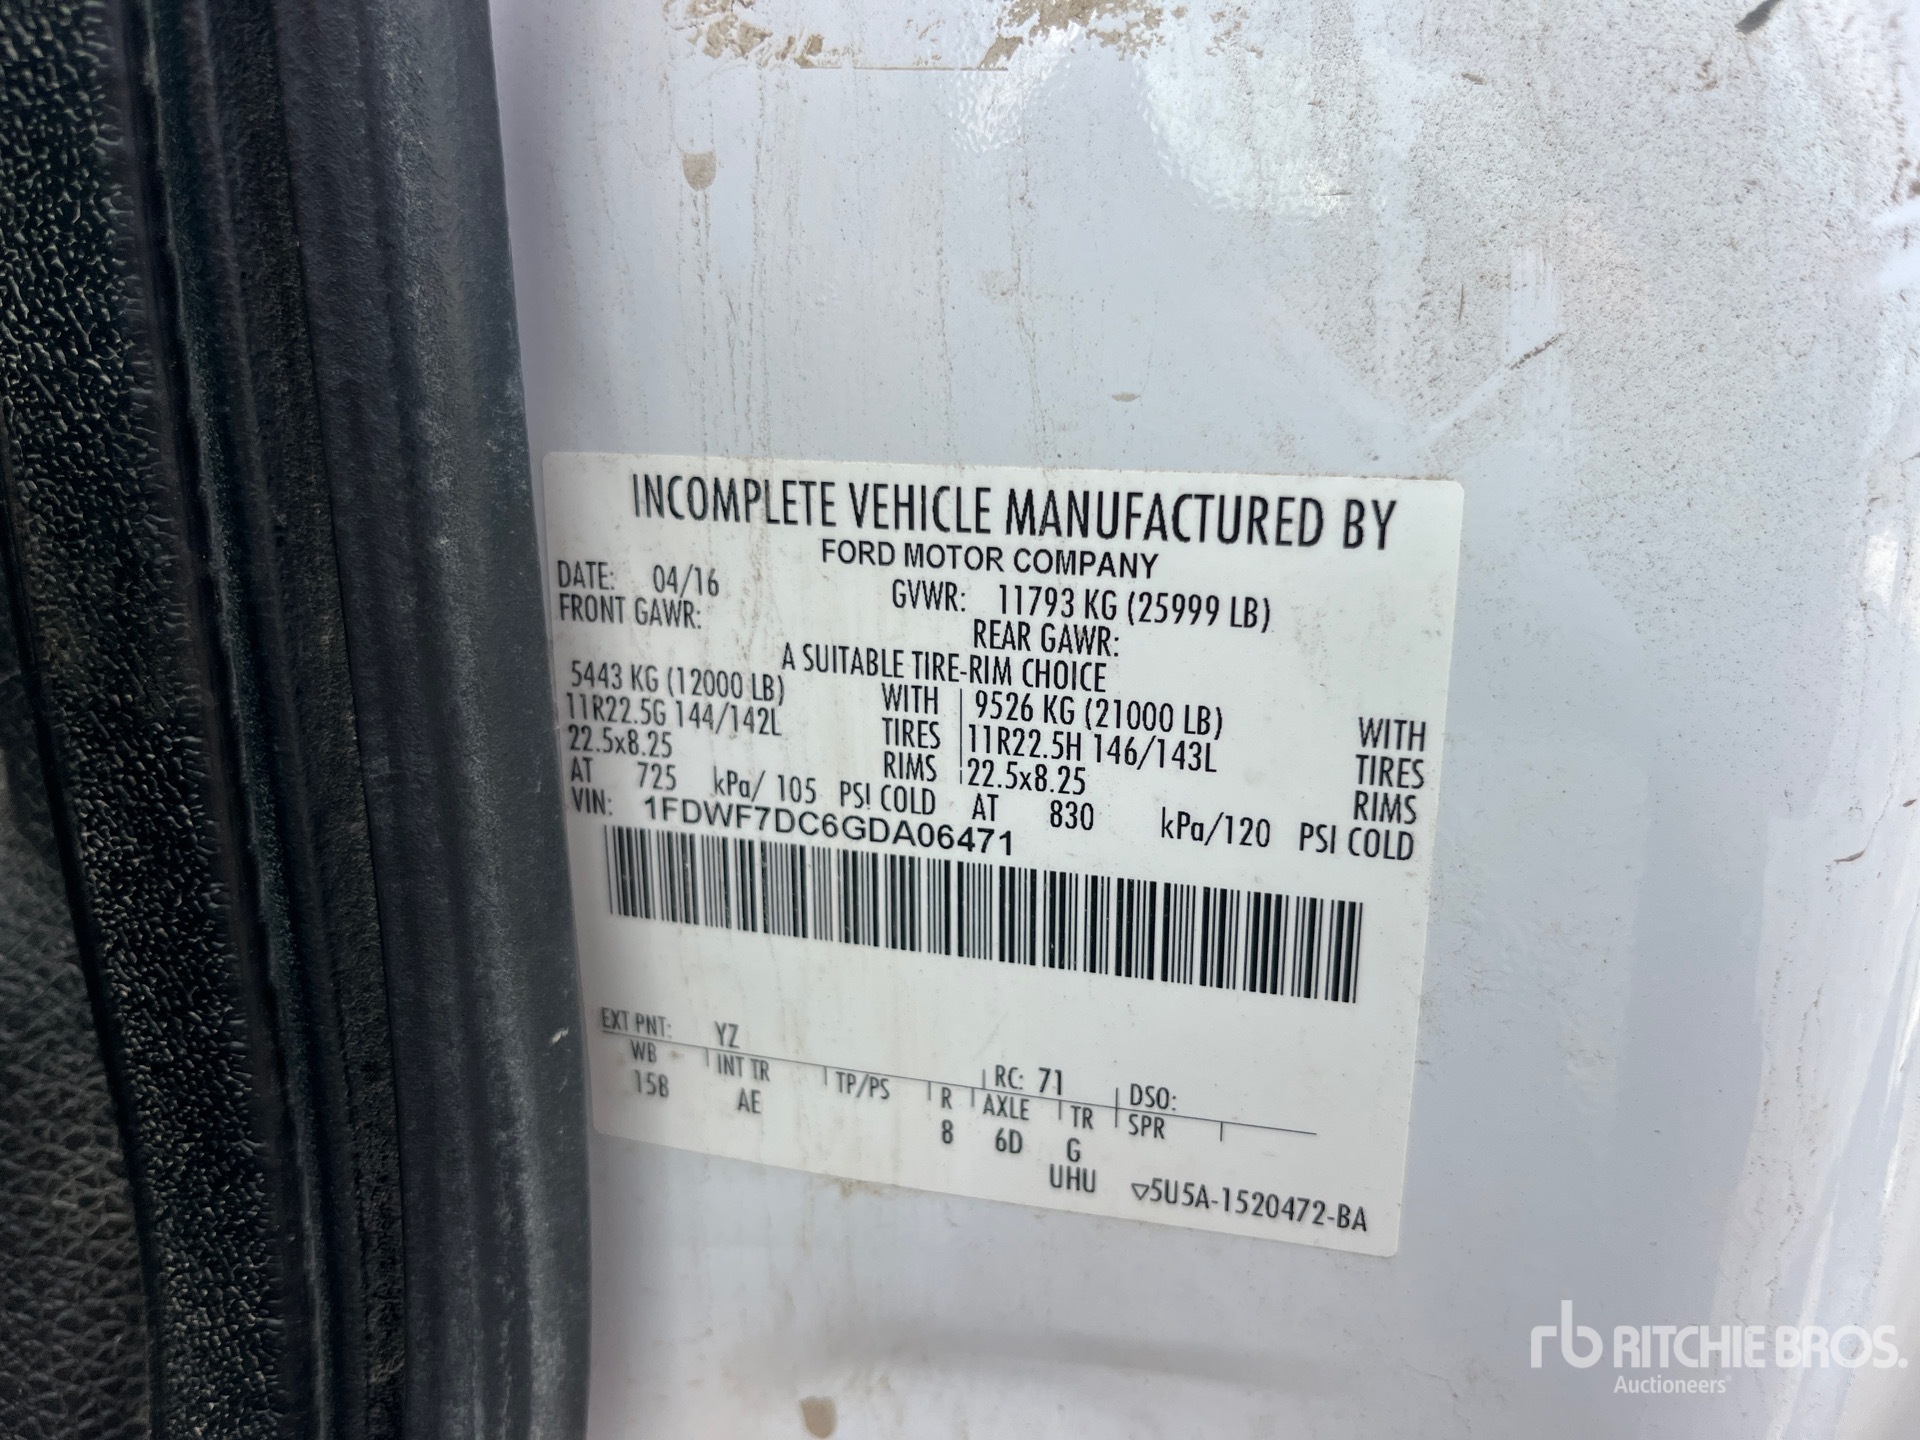 INCOMPLETE VEHICLE MANUFACTURED BY
FORD MOTOR COMPANY
DATE: 04/16 GVWR: 11793 KG (25999 LB)
FRONT GAWR: REAR GAWR:
A SUITABLE TIRE-RIM CHOICE
5443 KG (12000 LB) WITH 9526 KG (21000 LB) WITH
11R22.5G 144/142L TIRES 11R22.5H 146/143L TIRES
22.5x8.25 RIMS 22.5x8.25 RIMS
AT 725 kPa/ 105 PSI COLD AT 830 kPa/120 PSI COLD
VIN: 1FDWF7DC6GDA06471
EXT PNT: YZ RC: 71 DSO:
WB INT TR TP/PS R AXLE TR SPR
158 AE 8 6D G
UHU ▽5U5A-1520472-BA
rb RITCHIE BROS.
Auctioneers